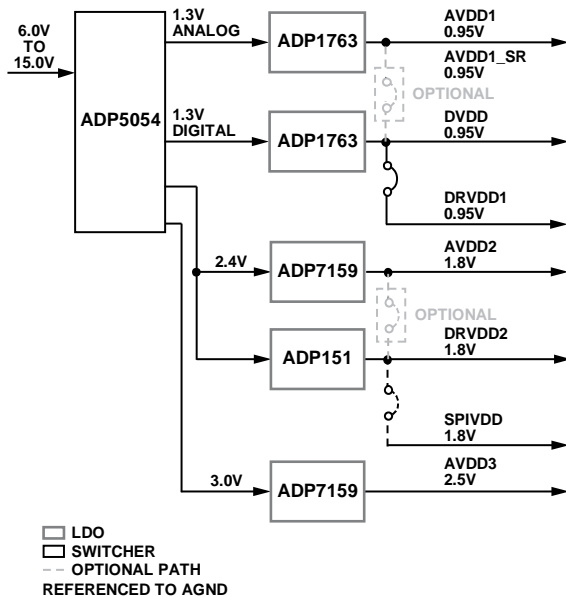 6.0V
TO
15.0V
ADP5054
1.3V
ANALOG
ADP1763
AVDD1
0.95V
AVDD1_SR
0.95V
OPTIONAL
1.3V
DIGITAL
ADP1763
DVDD
0.95V
DRVDD1
0.95V
2.4V
ADP7159
AVDD2
1.8V
OPTIONAL
ADP151
DRVDD2
1.8V
SPIVDD
1.8V
3.0V
ADP7159
AVDD3
2.5V
LDO
SWITCHER
OPTIONAL PATH
REFERENCED TO AGND